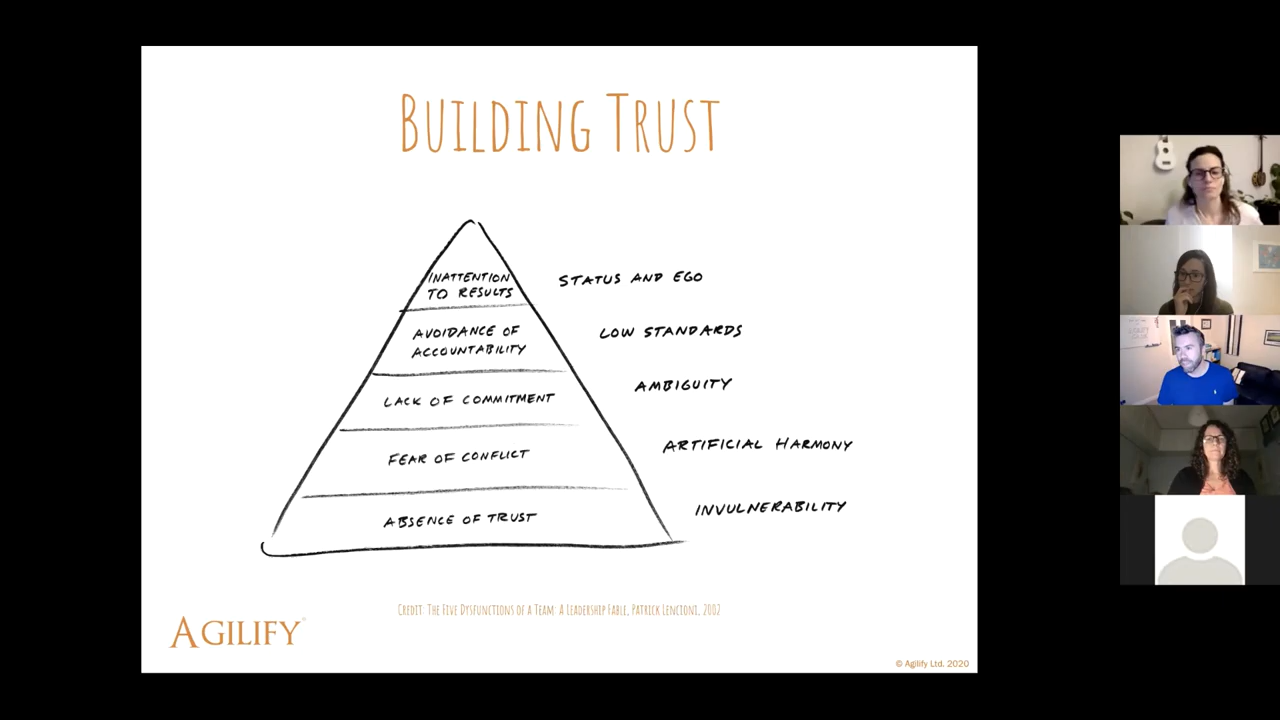 BUILDING TRUST
INATTENTION
TO RESULTS
STATUS AND EGO
AVOIDANCE OF
ACCOUNTABILITY
LOW STANDARDS
LACK OF COMMITMENT
AMBIGUITY
FEAR OF CONFLICT
ARTIFICIAL HARMONY
ABSENCE OF TRUST
INVULNERABILITY
CREDIT: THE FIVE DYSFUNCTIONS OF A TEAM: A LEADERSHIP FABLE, PATRICK LENCIONI, 2002
AGILIFY
© Agilify Ltd. 2020